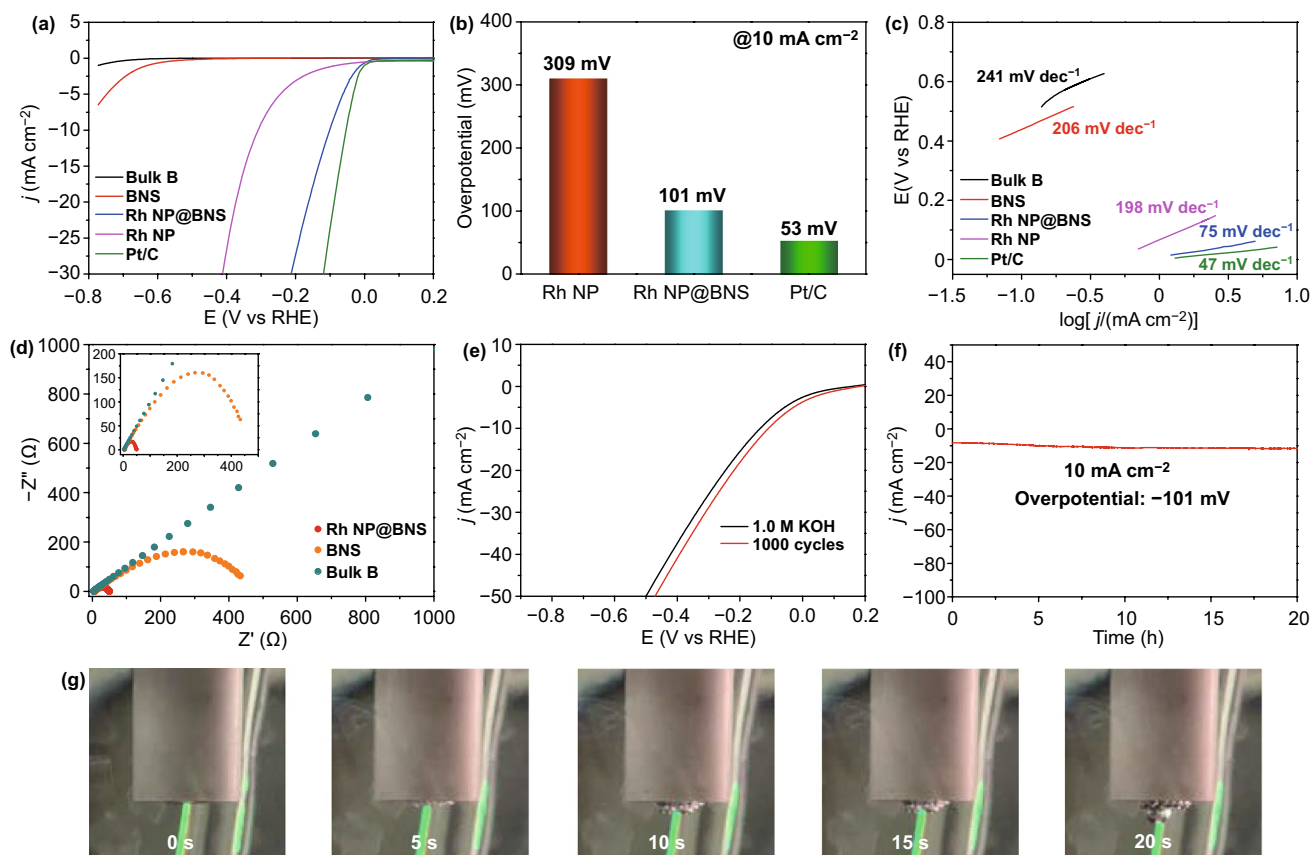 (a)
5
0
−5
−10
−15
−20
−25
−30
j (mA cm−2)
Bulk B
BNS
Rh NP@BNS
Rh NP
Pt/C
−0.8 −0.6 −0.4 −0.2 0.0 0.2
E (V vs RHE)
(b)
400
300
200
100
0
Overpotential (mV)
@10 mA cm−2
309 mV
101 mV
53 mV
Rh NP Rh NP@BNS Pt/C
(c)
0.8
0.6
0.4
0.2
0
E(V vs RHE)
241 mV dec−1
206 mV dec−1
198 mV dec−1
75 mV dec−1
47 mV dec−1
Bulk B
BNS
Rh NP@BNS
Rh NP
Pt/C
−1.5 −1.0 −0.5 0 0.5 1.0
log[ j/(mA cm−2)]
(d)
1000
800
600
400
200
0
−Z'' (Ω)
200
150
100
50
0
0 200 400
Rh NP@BNS
BNS
Bulk B
0 200 400 600 800 1000
Z' (Ω)
(e)
10
0
−10
−20
−30
−40
−50
j (mA cm−2)
1.0 M KOH
1000 cycles
−0.8 −0.6 −0.4 −0.2 0.0 0.2
E (V vs RHE)
(f)
40
20
0
−20
−40
−60
−80
−100
j (mA cm−2)
10 mA cm−2
Overpotential: −101 mV
0 5 10 15 20
Time (h)
(g)
0 s
5 s
10 s
15 s
20 s